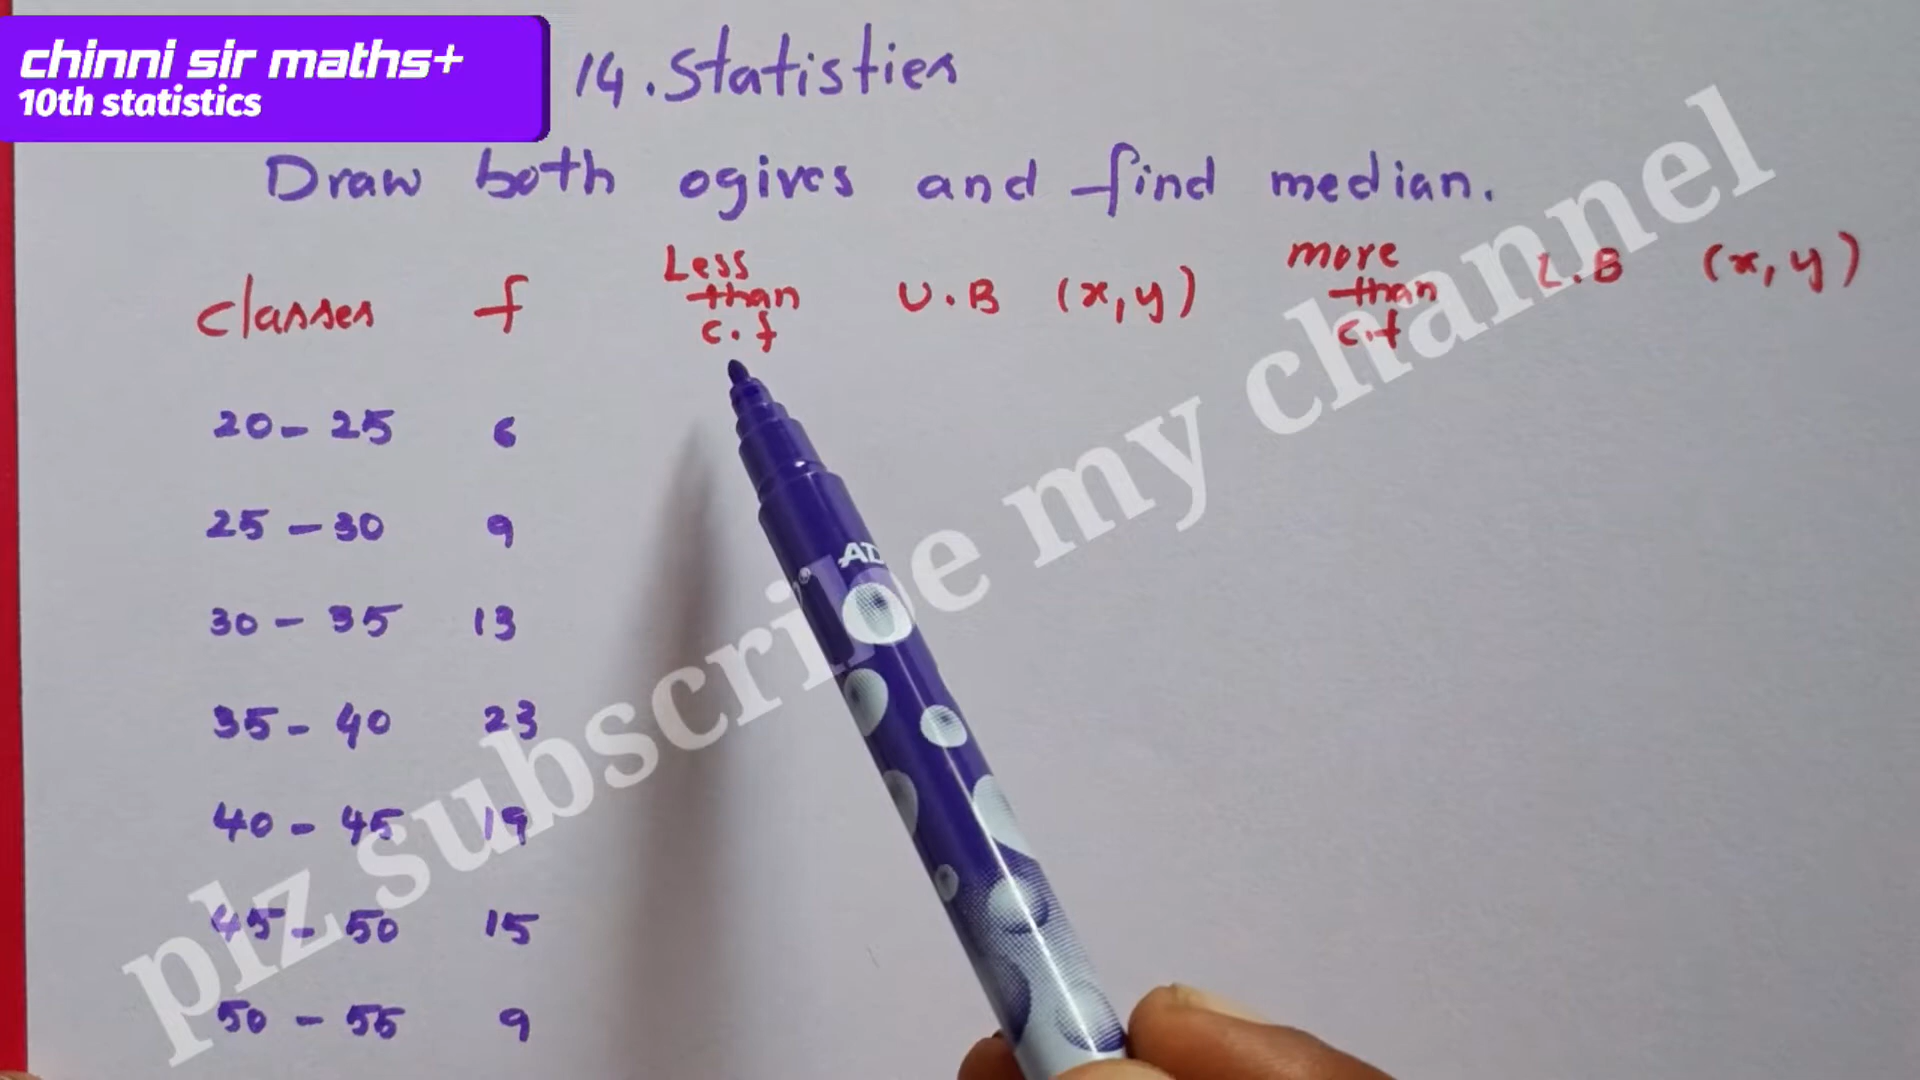 chinni sir maths+
10th statistics
14. Statistics
Draw both ogives and find median.
classes f Less than c.f U.B (x, y) more than c.f L.B (x, y)
20 - 25 6
25 - 30 9
30 - 35 13
35 - 40 23
40 - 45 19
45 - 50 15
50 - 55 9
plz subscribe my channel